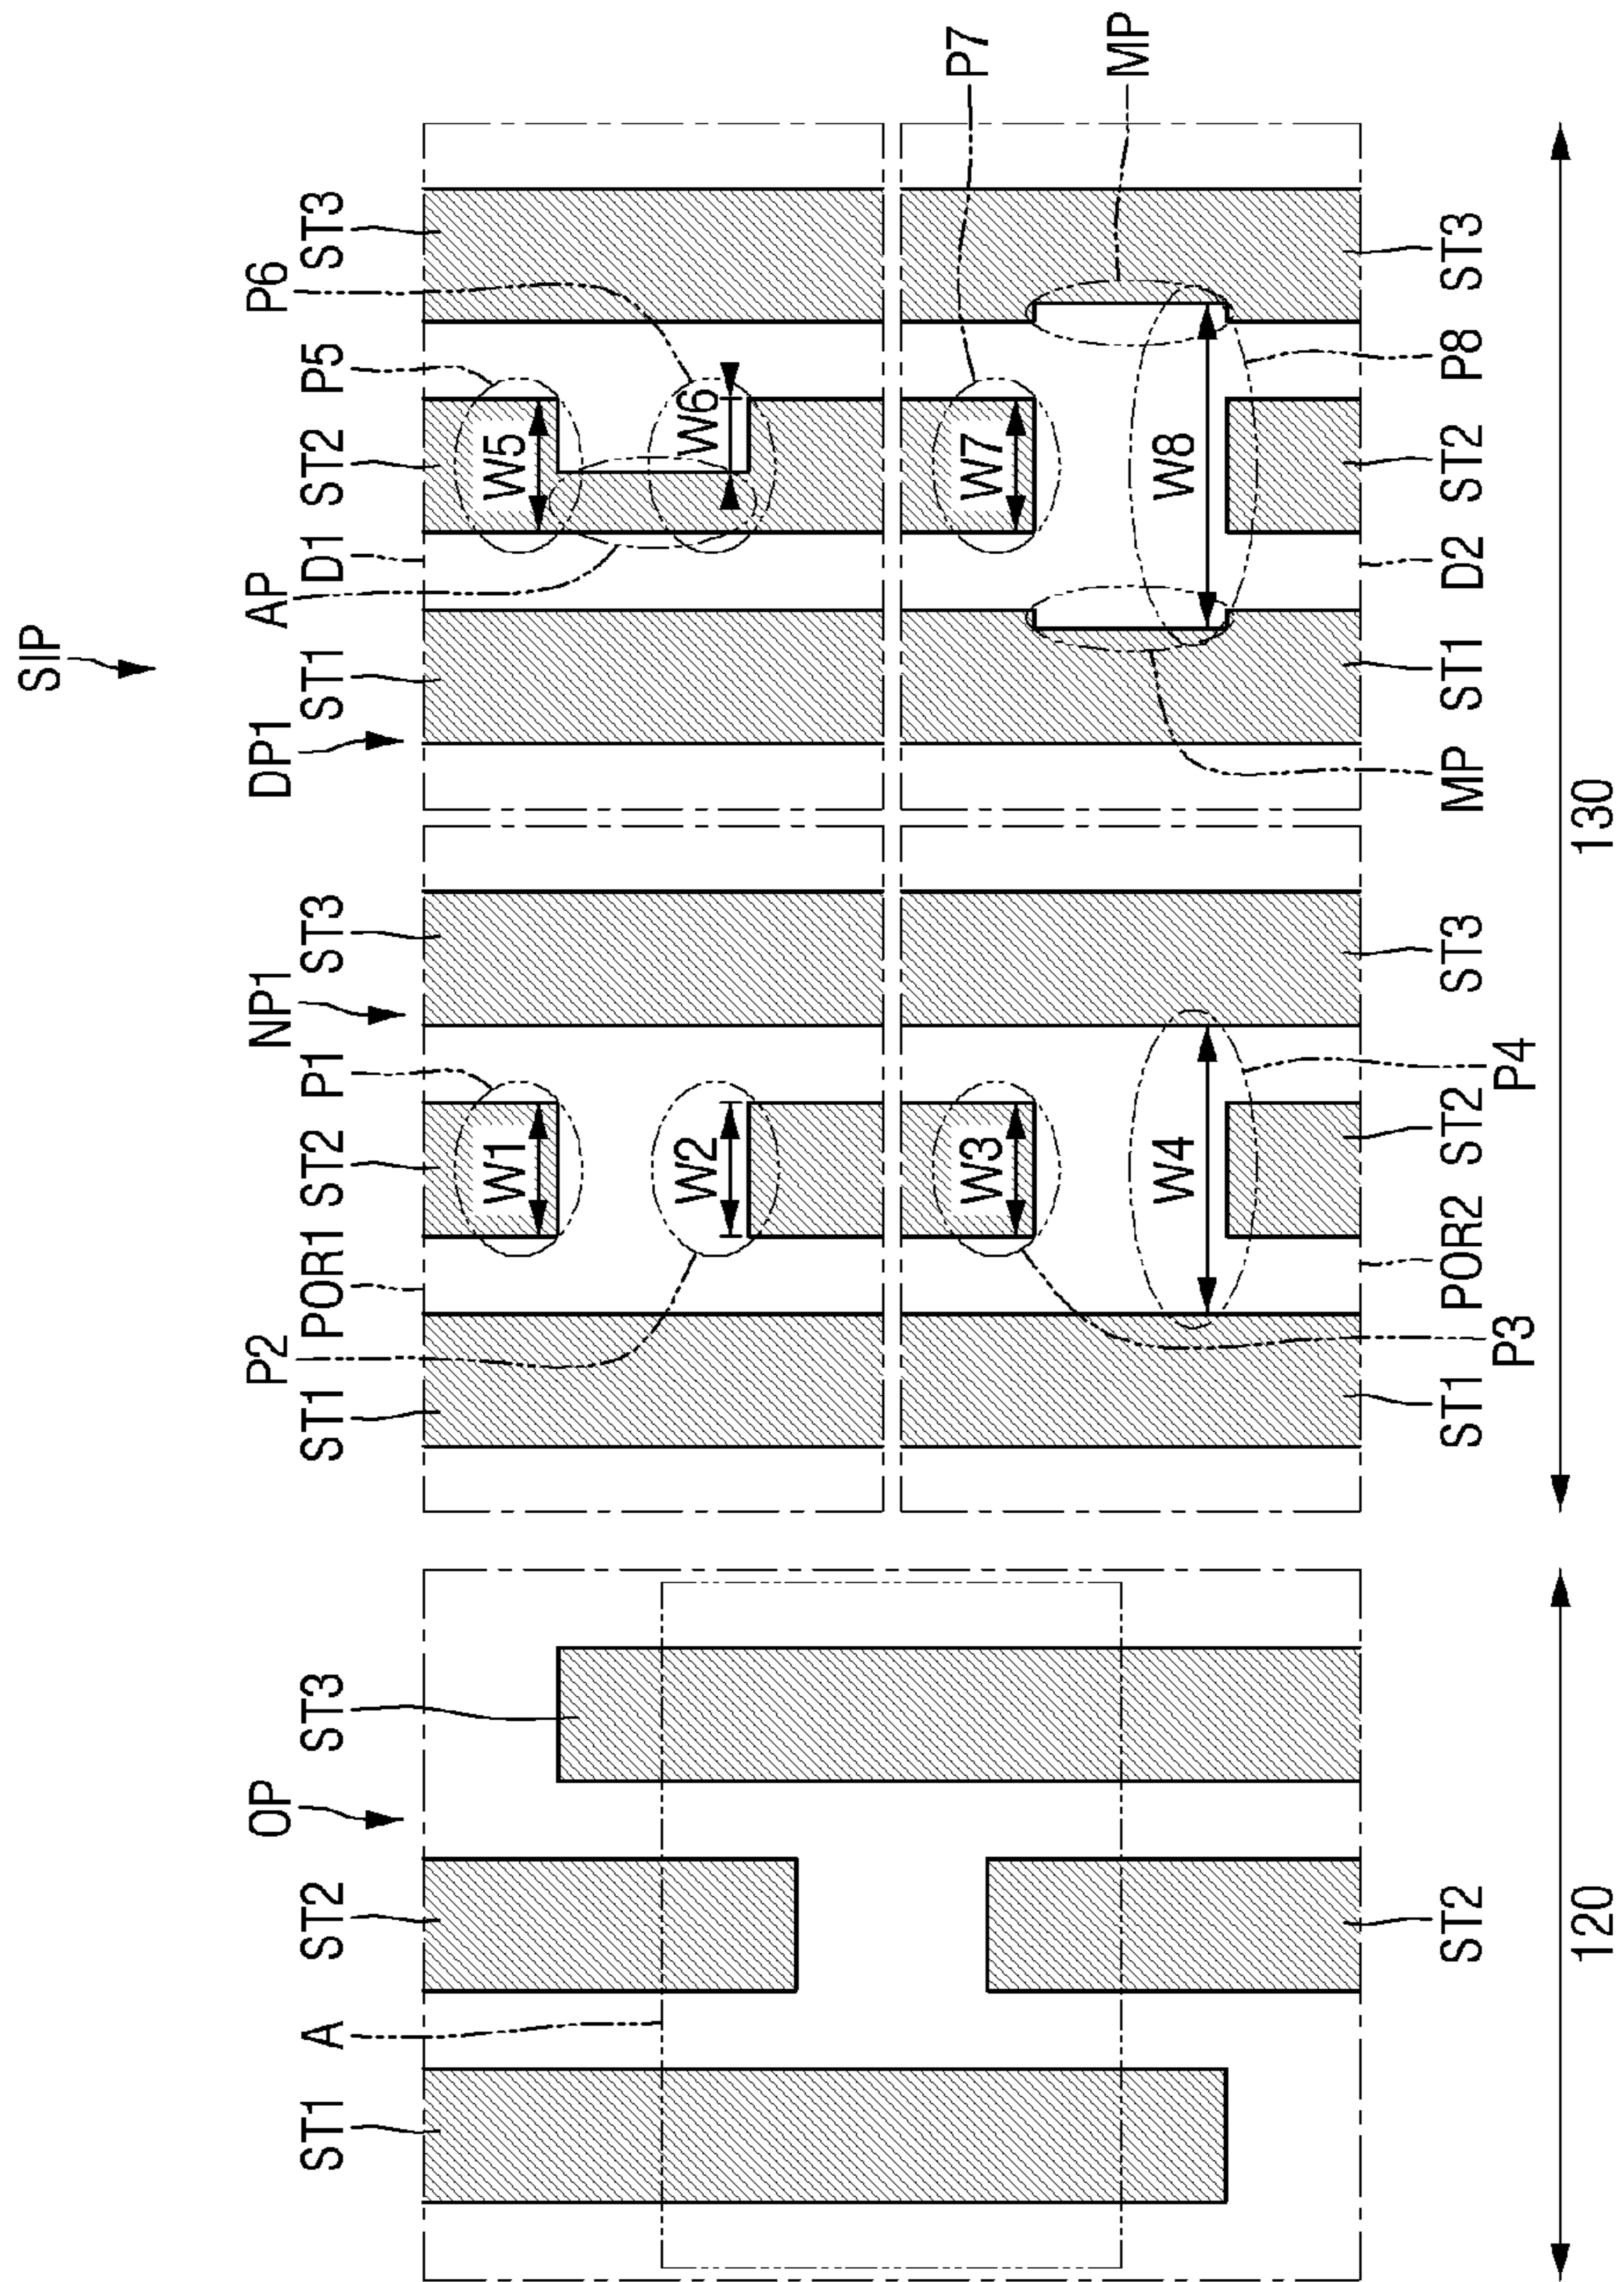 SIP
DP1
ST1
AP
D1
ST2
P5
P6
ST3
W5
W6
P7
MP
W7
W8
MP
ST1
D2
ST2
P8
ST3
NP1
ST1
P2
POR1
ST2
P1
ST3
W1
W2
W3
W4
ST1
P3
POR2
ST2
P4
ST3
130
OP
ST1
A
ST2
ST3
ST2
120